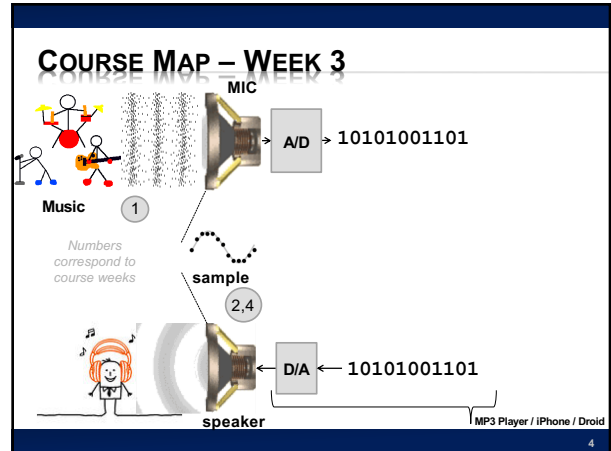 COURSE MAP – WEEK 3
MIC
A/D
10101001101
Music
1
Numbers
correspond to
course weeks
sample
2,4
D/A
10101001101
speaker
MP3 Player / iPhone / Droid
4